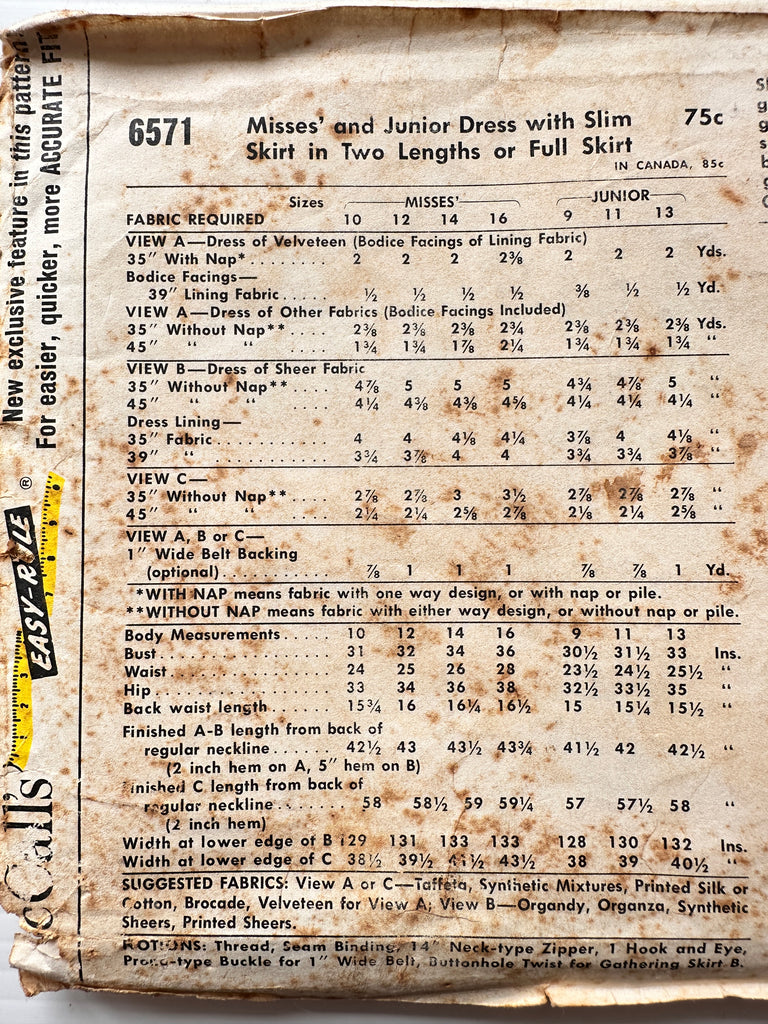 New exclusive feature in this pattern
For easier, quicker, more ACCURATE FIT
EASY-RULE ®
6571 Misses' and Junior Dress with Slim 75c
Skirt in Two Lengths or Full Skirt
IN CANADA, 85c
Sizes MISSES' JUNIOR
FABRIC REQUIRED 10 12 14 16 9 11 13
VIEW A—Dress of Velveteen (Bodice Facings of Lining Fabric)
35" With Nap*........ 2 2 2 2⅜ 2 2 2 Yds.
Bodice Facings—
39" Lining Fabric..... ½ ½ ½ ½ ⅜ ½ ½ Yd.
VIEW A—Dress of Other Fabrics (Bodice Facings Included)
35" Without Nap**.... 2⅜ 2⅜ 2⅜ 2¾ 2⅜ 2⅜ 2⅜ Yds.
45" " " .... 1¾ 1¾ 1⅞ 2¼ 1¾ 1¾ 1¾ "
VIEW B—Dress of Sheer Fabric
35" Without Nap**.... 4⅞ 5 5 5 4¾ 4⅞ 5 "
45" " " .... 4¼ 4⅜ 4⅜ 4⅝ 4¼ 4¼ 4¼ "
Dress Lining—
35" Fabric............ 4 4 4⅛ 4¼ 3⅞ 4 4⅛ "
39" " ............ 3¾ 3⅞ 4 4 3¾ 3¾ 3⅞ "
VIEW C—
35" Without Nap**.... 2⅞ 2⅞ 3 3½ 2⅞ 2⅞ 2⅞ "
45" " " .... 2¼ 2¼ 2⅝ 2⅞ 2⅛ 2¼ 2⅝ "
VIEW A, B or C—
1" Wide Belt Backing
(optional)........... ⅞ 1 1 1 ⅞ ⅞ 1 Yd.
*WITH NAP means fabric with one way design, or with nap or pile.
**WITHOUT NAP means fabric with either way design, or without nap or pile.
Body Measurements..... 10 12 14 16 9 11 13
Bust.................. 31 32 34 36 30½ 31½ 33 Ins.
Waist................. 24 25 26 28 23½ 24½ 25½ "
Hip................... 33 34 36 38 32½ 33½ 35 "
Back waist length...... 15¾ 16 16¼ 16½ 15 15¼ 15½ "
Finished A-B length from back of
regular neckline...... 42½ 43 43½ 43¾ 41½ 42 42½ "
(2 inch hem on A, 5" hem on B)
Finished C length from back of
regular neckline....... 58 58½ 59 59¼ 57 57½ 58 "
(2 inch hem)
Width at lower edge of B 129 131 133 133 128 130 132 Ins.
Width at lower edge of C 38½ 39½ 41½ 43½ 38 39 40½ "
SUGGESTED FABRICS: View A or C—Taffeta, Synthetic Mixtures, Printed Silk or
Cotton, Brocade, Velveteen for View A; View B—Organdy, Organza, Synthetic
Sheers, Printed Sheers.
NOTIONS: Thread, Seam Binding, 14" Neck-type Zipper, 1 Hook and Eye,
Prong-type Buckle for 1" Wide Belt, Buttonhole Twist for Gathering Skirt B.
McCall's